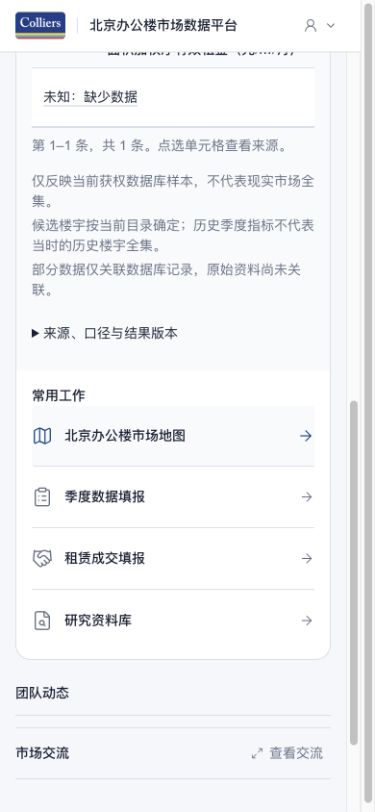 Colliers
北京办公楼市场数据平台
未知：缺少数据
第 1–1 条，共 1 条。点选单元格查看来源。
仅反映当前获权数据库样本，不代表现实市场全
集。
候选楼宇按当前目录确定；历史季度指标不代表
当时的历史楼宇全集。
部分数据仅关联数据库记录，原始资料尚未关
联。
来源、口径与结果版本
常用工作
北京办公楼市场地图
季度数据填报
租赁成交填报
研究资料库
团队动态
市场交流
查看交流